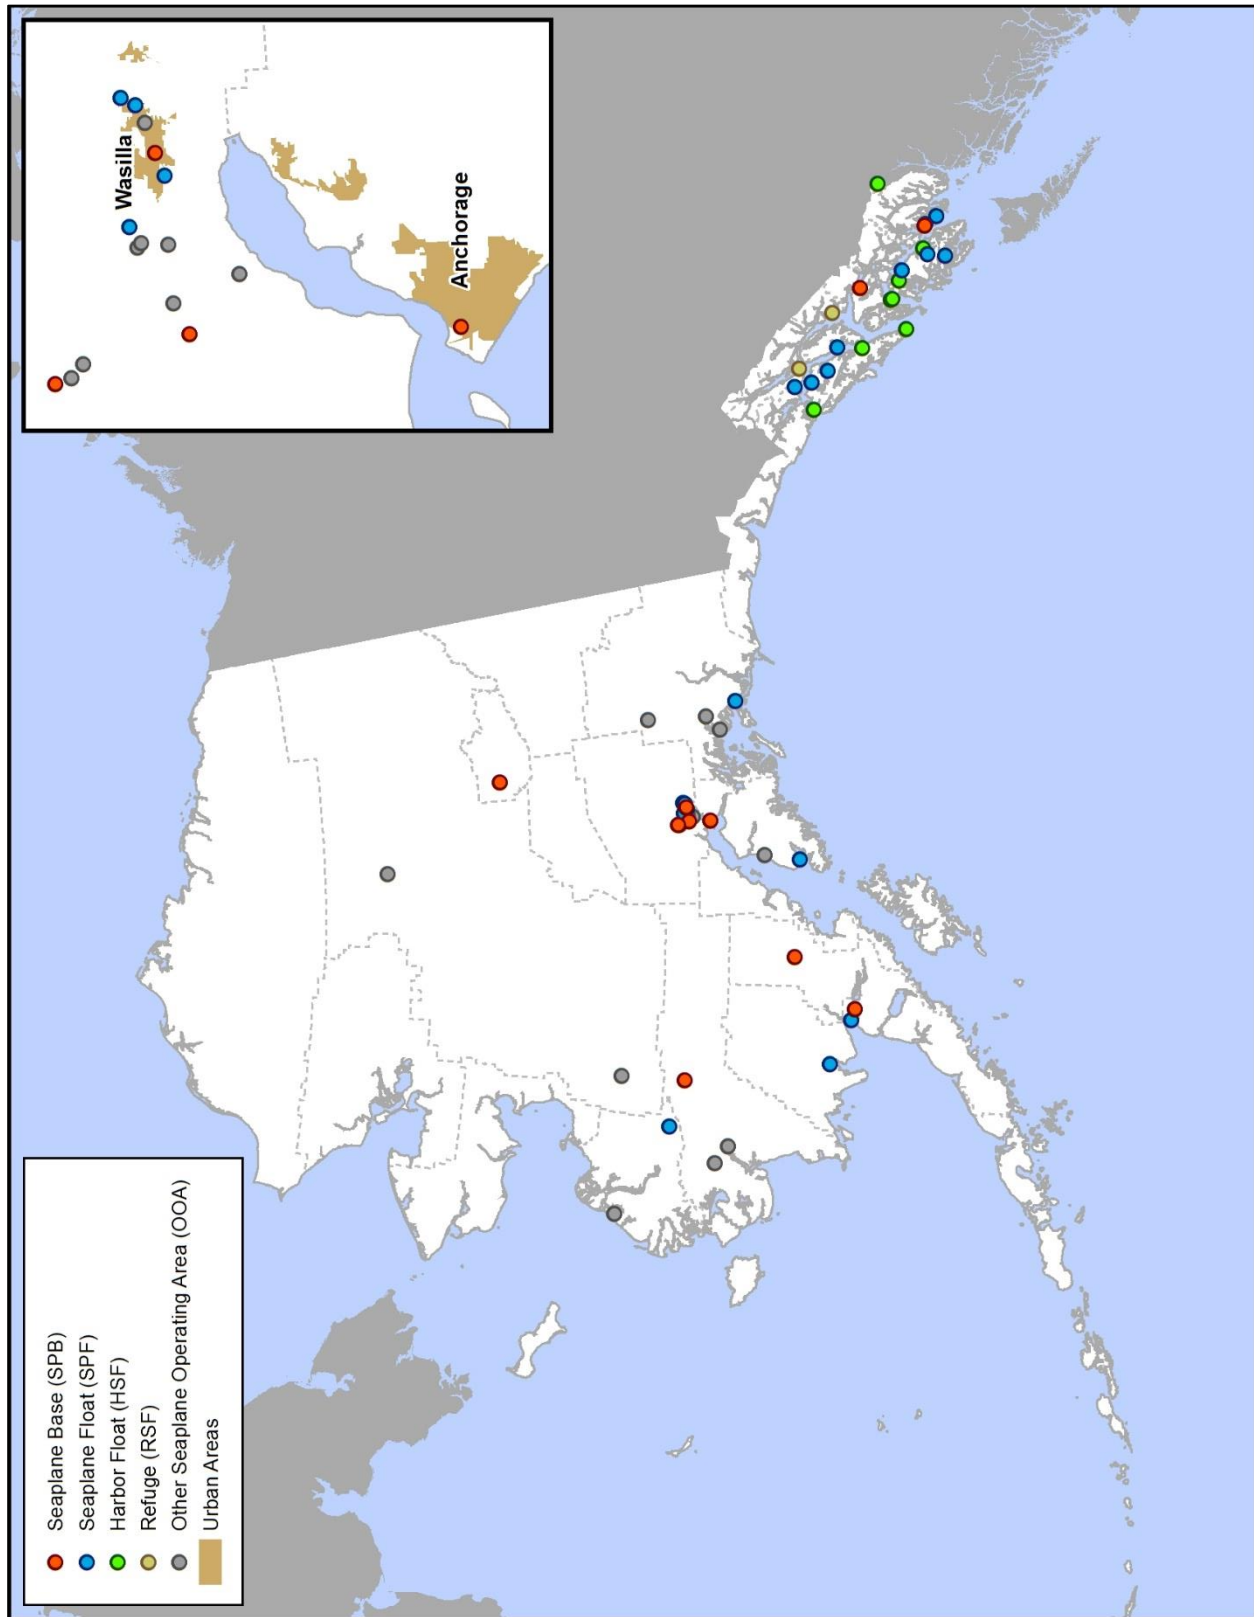 Seaplane Base (SPB)
Seaplane Float (SPF)
Harbor Float (HSF)
Refuge (RSF)
Other Seaplane Operating Area (OOA)
Urban Areas
Wasilla
Anchorage